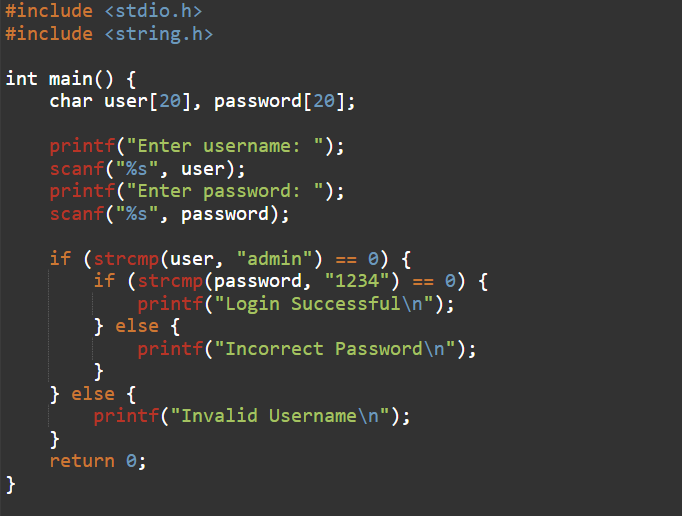 #include <stdio.h>
#include <string.h>

int main() {
    char user[20], password[20];

    printf("Enter username: ");
    scanf("%s", user);
    printf("Enter password: ");
    scanf("%s", password);

    if (strcmp(user, "admin") == 0) {
        if (strcmp(password, "1234") == 0) {
            printf("Login Successful\n");
        } else {
            printf("Incorrect Password\n");
        }
    } else {
        printf("Invalid Username\n");
    }
    return 0;
}